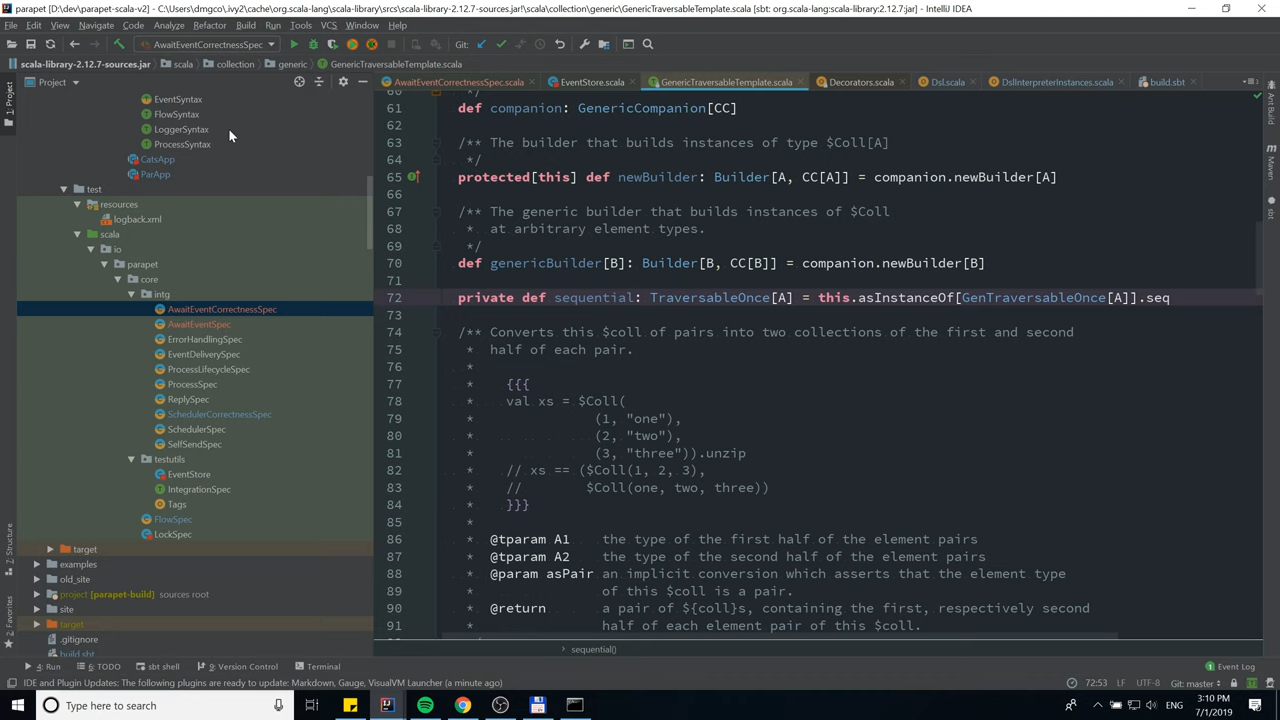 parapet [D:\dev\parapet-scala-v2] - C:\Users\dmgco\.ivy2\cache\org.scala-lang\scala-library\srcs\scala-library-2.12.7-sources.jar!\scala\collection\generic\GenericTraversableTemplate.scala [sbt: org.scala-lang:scala-library:2.12.7:jar] - IntelliJ IDEA
File Edit View Navigate Code Analyze Refactor Build Run Tools VCS Window Help
AwaitEventCorrectnessSpec Git:
scala-library-2.12.7-sources.jar scala collection generic GenericTraversableTemplate.scala
Project AwaitEventCorrectnessSpec.scala EventStore.scala GenericTraversableTemplate.scala Decorators.scala Dsl.scala DslInterpreterInstances.scala build.sbt
1: Project
Z: Structure
2: Favorites
Ant Build
Maven
sbt
EventSyntax
FlowSyntax
LoggerSyntax
ProcessSyntax
CatsApp
ParApp
test
resources
logback.xml
scala
io
parapet
core
intg
AwaitEventCorrectnessSpec
AwaitEventSpec
ErrorHandlingSpec
EventDeliverySpec
ProcessLifecycleSpec
ProcessSpec
ReplySpec
SchedulerCorrectnessSpec
SchedulerSpec
SelfSendSpec
testutils
EventStore
IntegrationSpec
Tags
FlowSpec
LockSpec
target
examples
old_site
project [parapet-build] sources root
site
target
.gitignore
build.sbt
60 */
61 def companion: GenericCompanion[CC]
62
63 /** The builder that builds instances of type $Coll[A]
64 */
65 protected[this] def newBuilder: Builder[A, CC[A]] = companion.newBuilder[A]
66
67 /** The generic builder that builds instances of $Coll
68 * at arbitrary element types.
69 */
70 def genericBuilder[B]: Builder[B, CC[B]] = companion.newBuilder[B]
71
72 private def sequential: TraversableOnce[A] = this.asInstanceOf[GenTraversableOnce[A]].seq
73
74 /** Converts this $coll of pairs into two collections of the first and second
75 * half of each pair.
76 *
77 * {{{
78 * val xs = $Coll(
79 * (1, "one"),
80 * (2, "two"),
81 * (3, "three")).unzip
82 * // xs == ($Coll(1, 2, 3),
83 * // $Coll(one, two, three))
84 * }}}
85 *
86 * @tparam A1 the type of the first half of the element pairs
87 * @tparam A2 the type of the second half of the element pairs
88 * @param asPair an implicit conversion which asserts that the element type
89 * of this $coll is a pair.
90 * @return a pair of ${coll}s, containing the first, respectively second
91 * half of each element pair of this $coll.
sequential()
4: Run 6: TODO sbt shell 9: Version Control Terminal Event Log
IDE and Plugin Updates: The following plugins are ready to update: Markdown, Gauge, VisualVM Launcher (a minute ago) 72:53 LF UTF-8 Git: master
Type here to search ENG 3:10 PM
7/1/2019